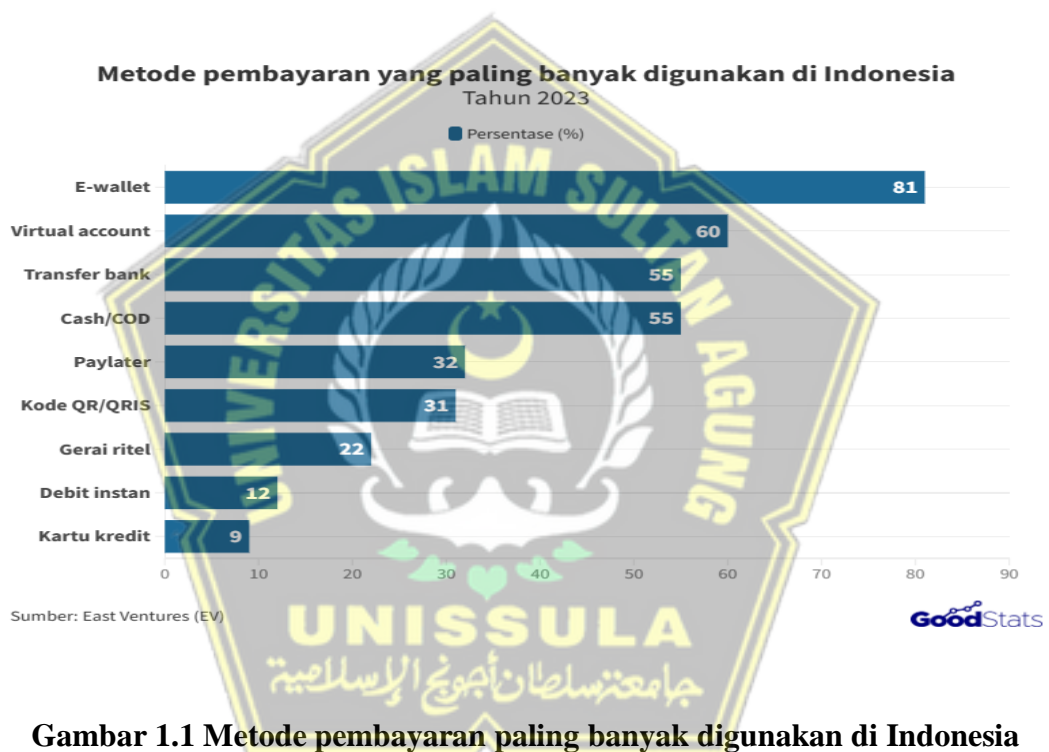 Metode pembayaran yang paling banyak digunakan di Indonesia
Tahun 2023
Persentase (%)
E-wallet 81
Virtual account 60
Transfer bank 55
Cash/COD 55
Paylater 32
Kode QR/QRIS 31
Gerai ritel 22
Debit instan 12
Kartu kredit 9
0 10 20 30 40 50 60 70 80 90
Sumber: East Ventures (EV)
GoodStats
UNIVERSITAS ISLAM SULTAN AGUNG
UNISSULA
جامعتسلطان أجونج الإسلامية
Gambar 1.1 Metode pembayaran paling banyak digunakan di Indonesia